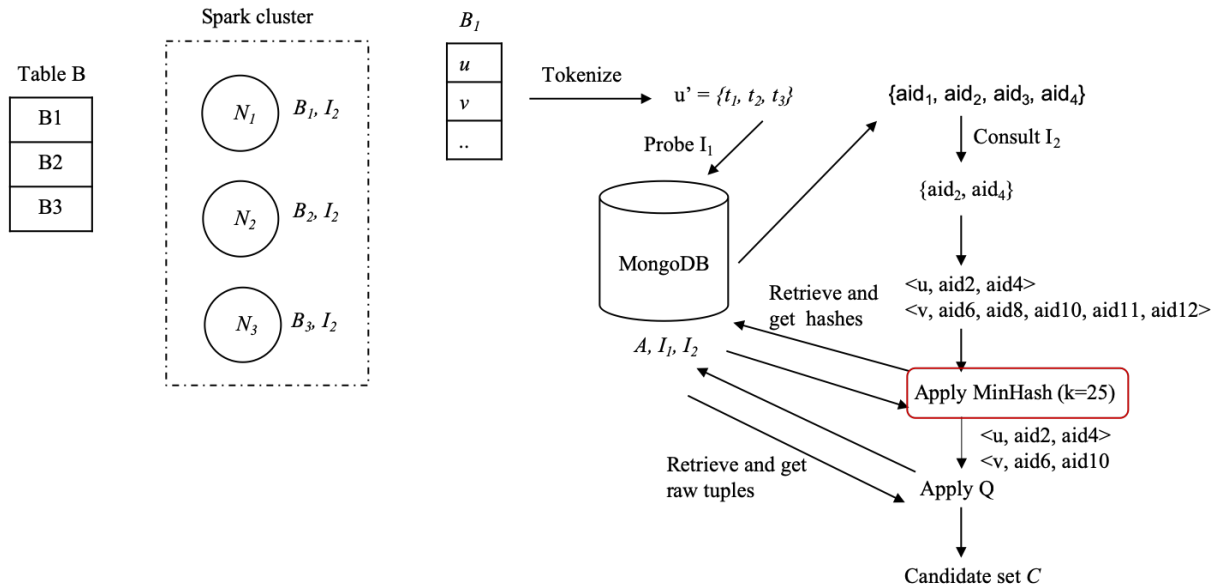 Spark cluster
Table B
B1
B2
B3
N1
B1, I2
N2
B2, I2
N3
B3, I2
B1
u
v
..
Tokenize
u’ = {t1, t2, t3}
Probe I1
MongoDB
A, I1, I2
{aid1, aid2, aid3, aid4}
Consult I2
{aid2, aid4}
<u, aid2, aid4>
<v, aid6, aid8, aid10, aid11, aid12>
Retrieve and
get hashes
Apply MinHash (k=25)
<u, aid2, aid4>
<v, aid6, aid10
Retrieve and get
raw tuples
Apply Q
Candidate set C